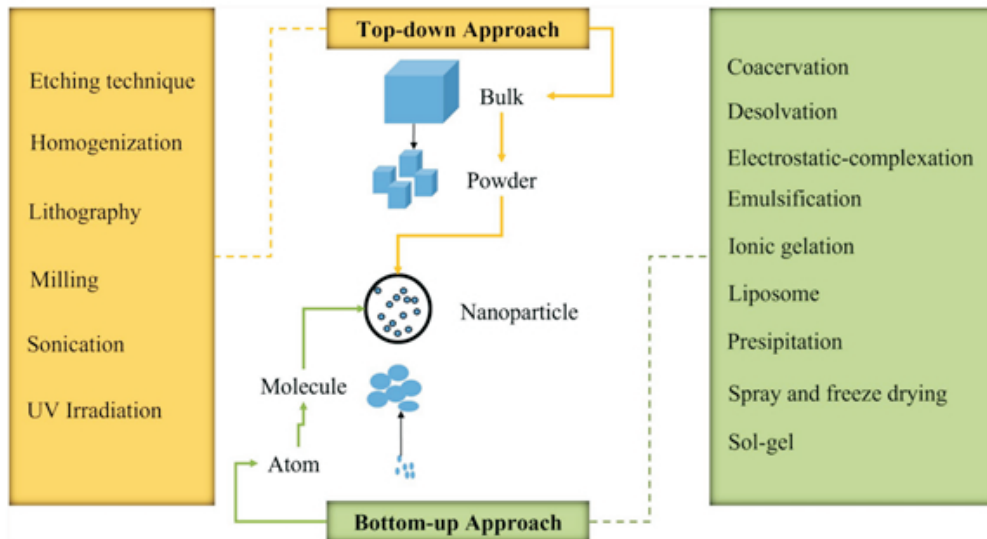 Top-down Approach
Etching technique
Homogenization
Lithography
Milling
Sonication
UV Irradiation
Bulk
Powder
Nanoparticle
Molecule
Atom
Bottom-up Approach
Coacervation
Desolvation
Electrostatic-complexation
Emulsification
Ionic gelation
Liposome
Presipitation
Spray and freeze drying
Sol-gel